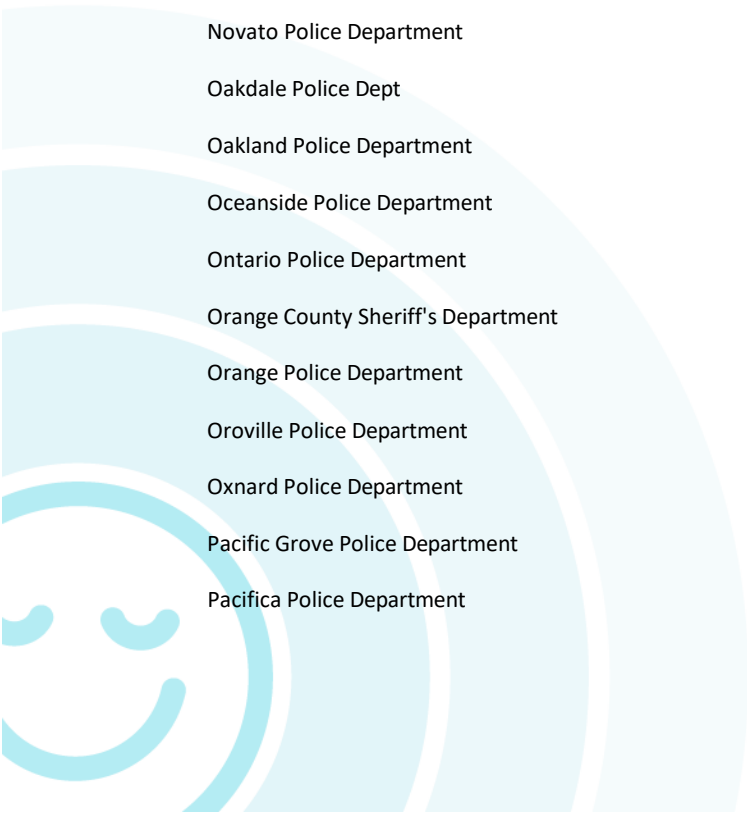 Novato Police Department
Oakdale Police Dept
Oakland Police Department
Oceanside Police Department
Ontario Police Department
Orange County Sheriff's Department
Orange Police Department
Oroville Police Department
Oxnard Police Department
Pacific Grove Police Department
Pacifica Police Department